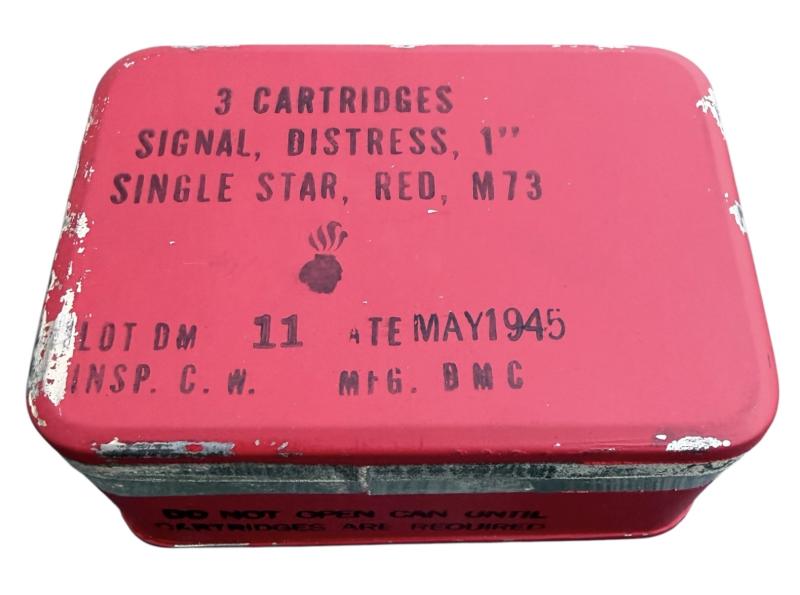 3 CARTRIDGES
SIGNAL, DISTRESS, 1”
SINGLE STAR, RED, M73
LOT DM 11 ATE MAY1945
INSP. C. W. MFG. DMC
DO NOT OPEN CAN UNTIL
CARTRIDGES ARE REQUIRED